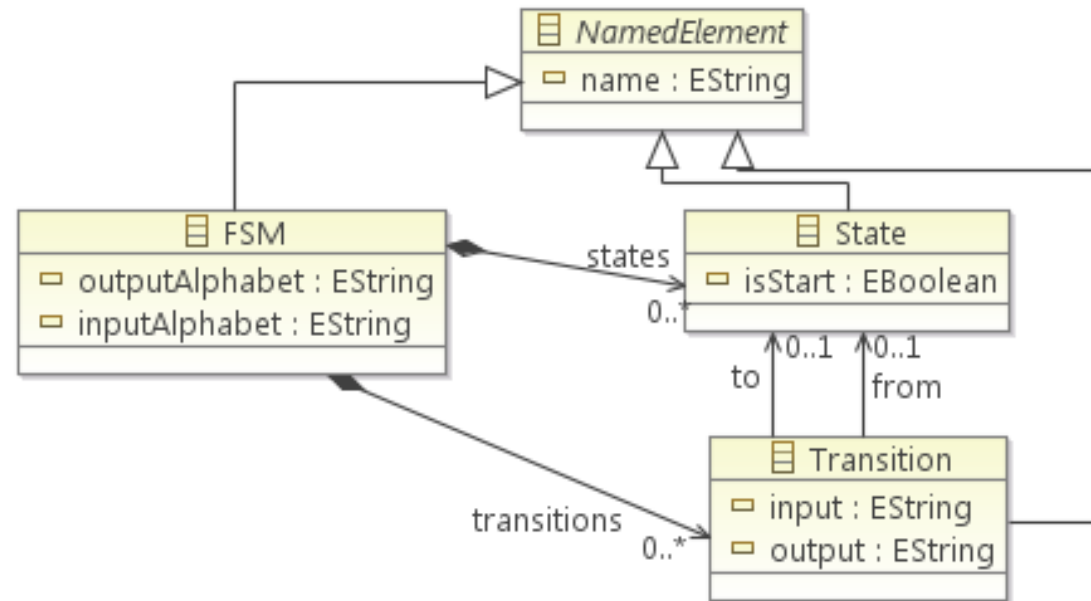 NamedElement
name : EString
FSM
outputAlphabet : EString
inputAlphabet : EString
states
0..*
State
isStart : EBoolean
0..1
0..1
to
from
transitions
0..*
Transition
input : EString
output : EString